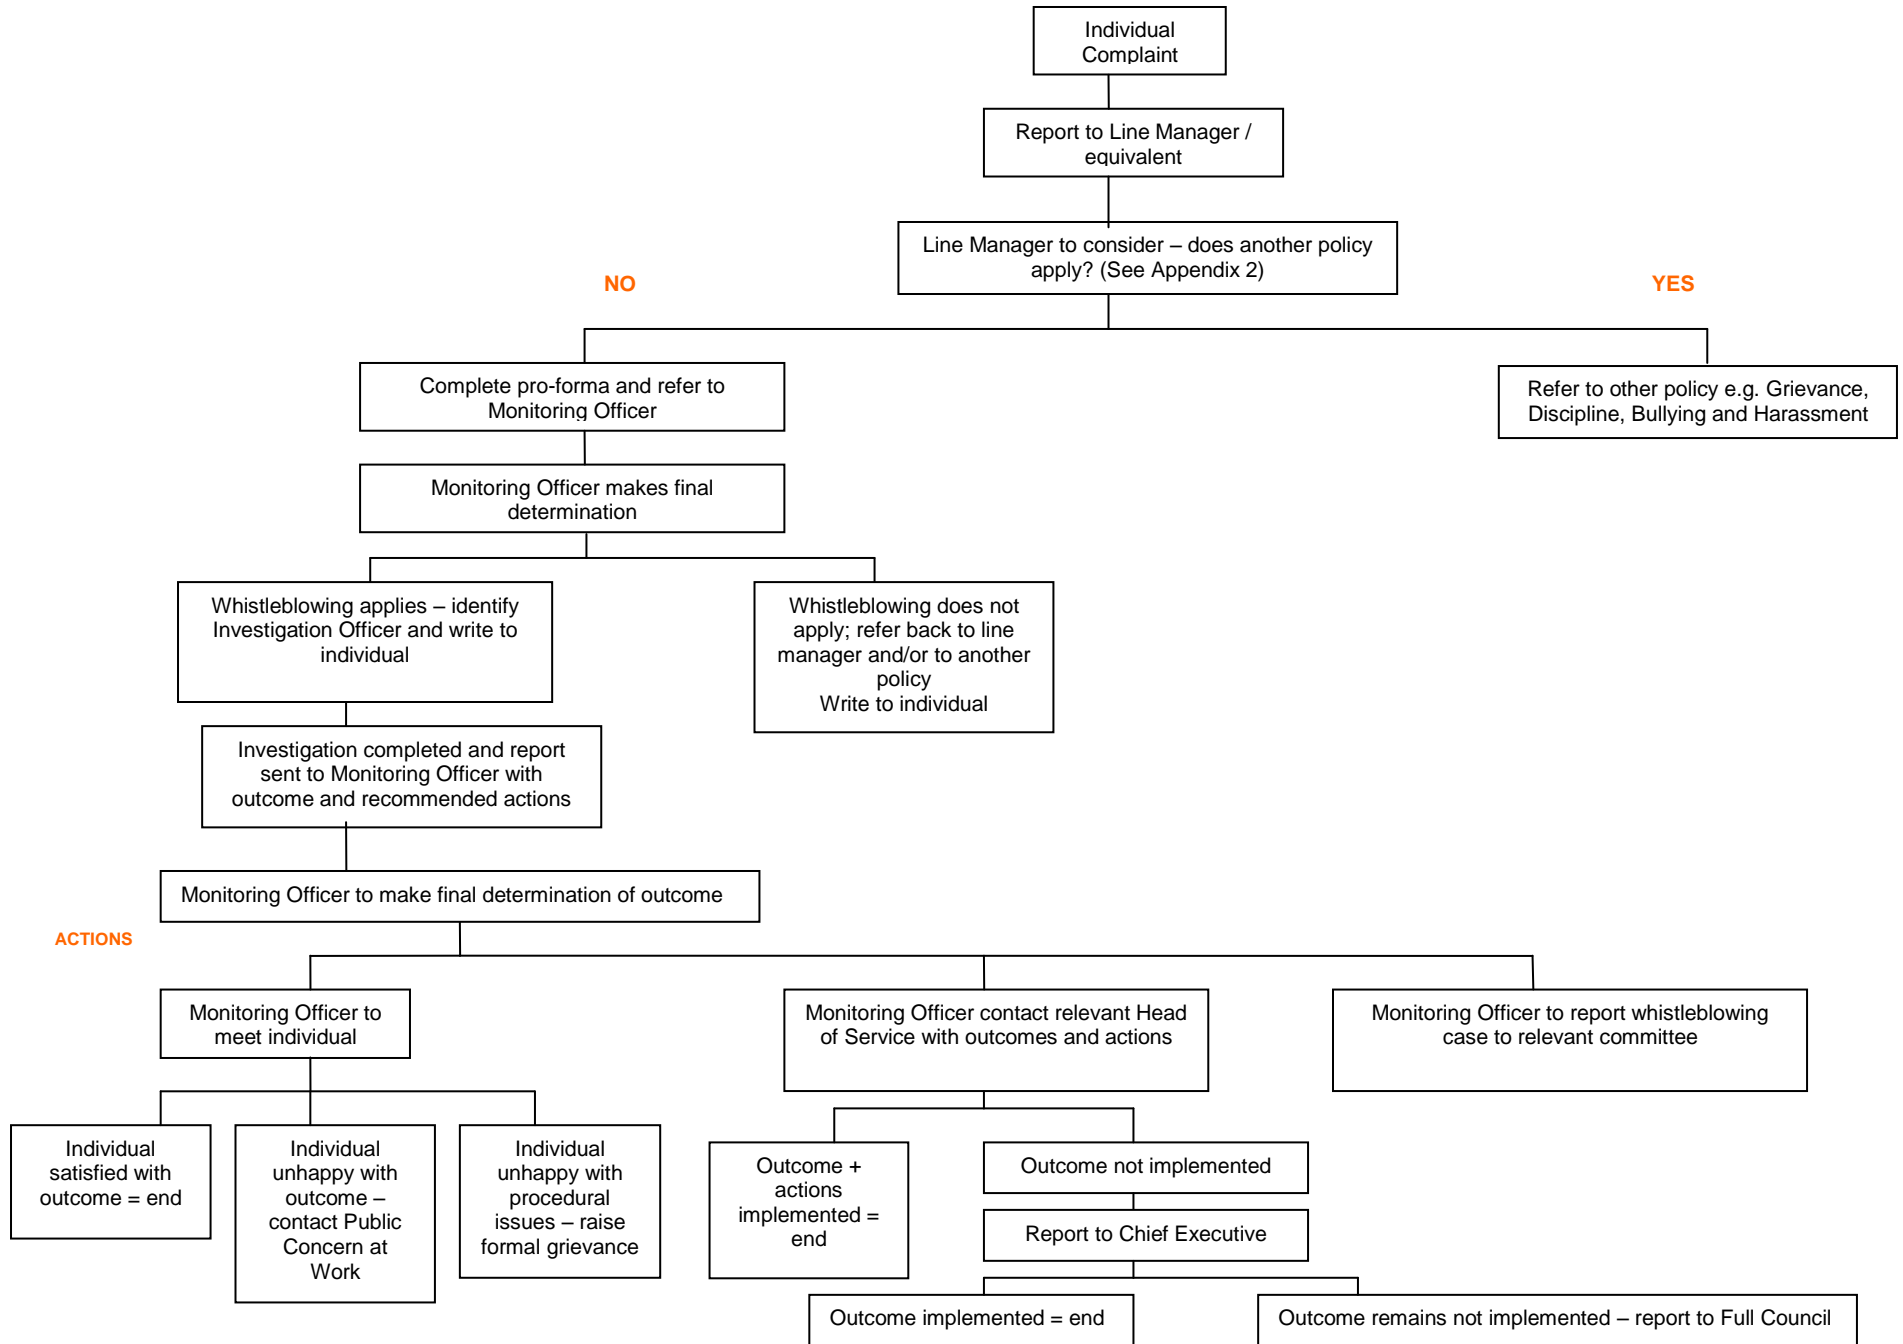 Individual
Complaint
Report to Line Manager /
equivalent
Line Manager to consider – does another policy
apply? (See Appendix 2)
NO
YES
Complete pro-forma and refer to
Monitoring Officer
Refer to other policy e.g. Grievance,
Discipline, Bullying and Harassment
Monitoring Officer makes final
determination
Whistleblowing applies – identify
Investigation Officer and write to
individual
Whistleblowing does not
apply; refer back to line
manager and/or to another
policy
Write to individual
Investigation completed and report
sent to Monitoring Officer with
outcome and recommended actions
Monitoring Officer to make final determination of outcome
ACTIONS
Monitoring Officer to
meet individual
Monitoring Officer contact relevant Head
of Service with outcomes and actions
Monitoring Officer to report whistleblowing
case to relevant committee
Individual
satisfied with
outcome = end
Individual
unhappy with
outcome –
contact Public
Concern at
Work
Individual
unhappy with
procedural
issues – raise
formal grievance
Outcome +
actions
implemented =
end
Outcome not implemented
Report to Chief Executive
Outcome implemented = end
Outcome remains not implemented – report to Full Council